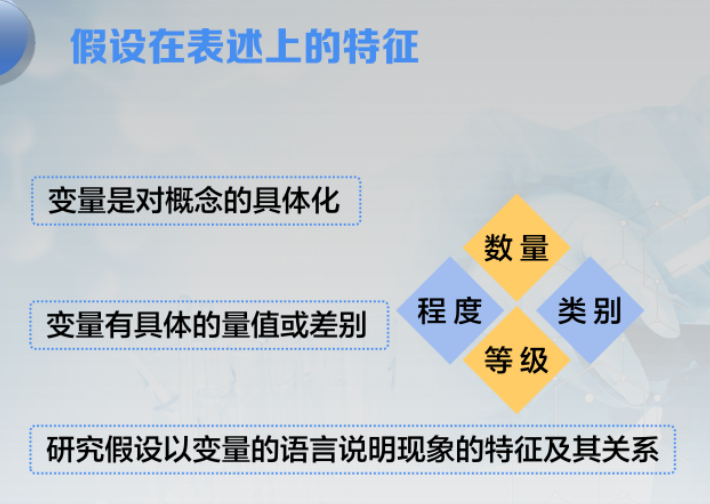 假设在表述上的特征
变量是对概念的具体化
数量
变量有具体的量值或差别
程度
类别
等级
研究假设以变量的语言说明现象的特征及其关系